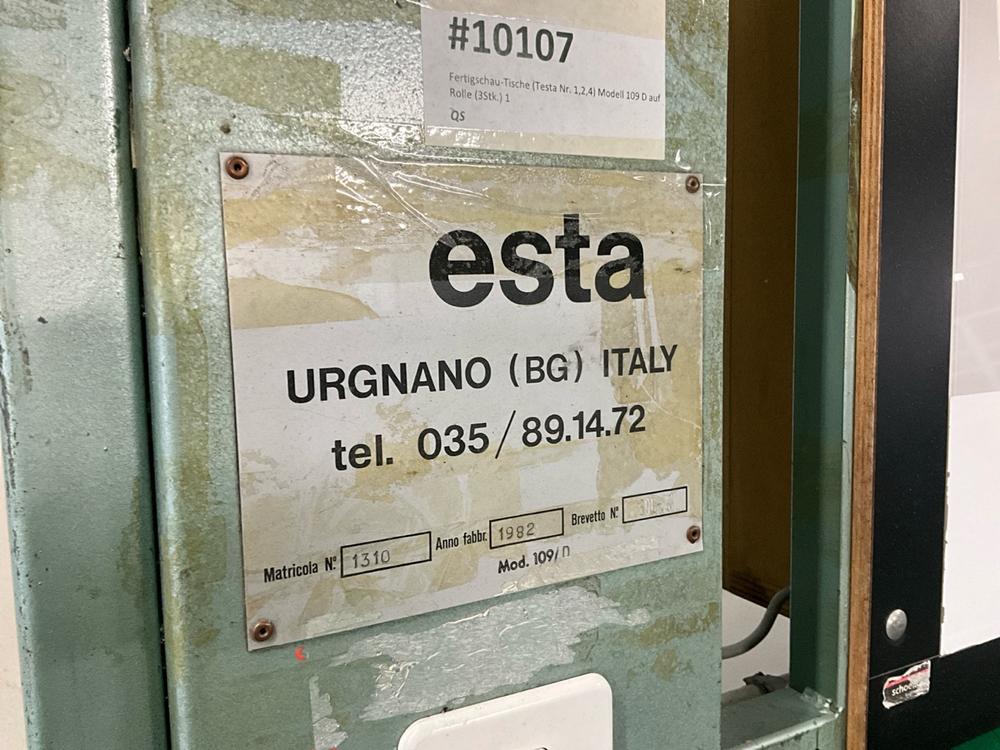 #10107
Fertigschau-Tische (Testa Nr. 1,2,4) Modell 109 D auf
Rolle (3Stk.) 1
QS
esta
URGNANO (BG) ITALY
tel. 035/89.14.72
Matricola N.° 1310 Anno fabbr. 1982 Brevetto N.°
Mod. 109/D